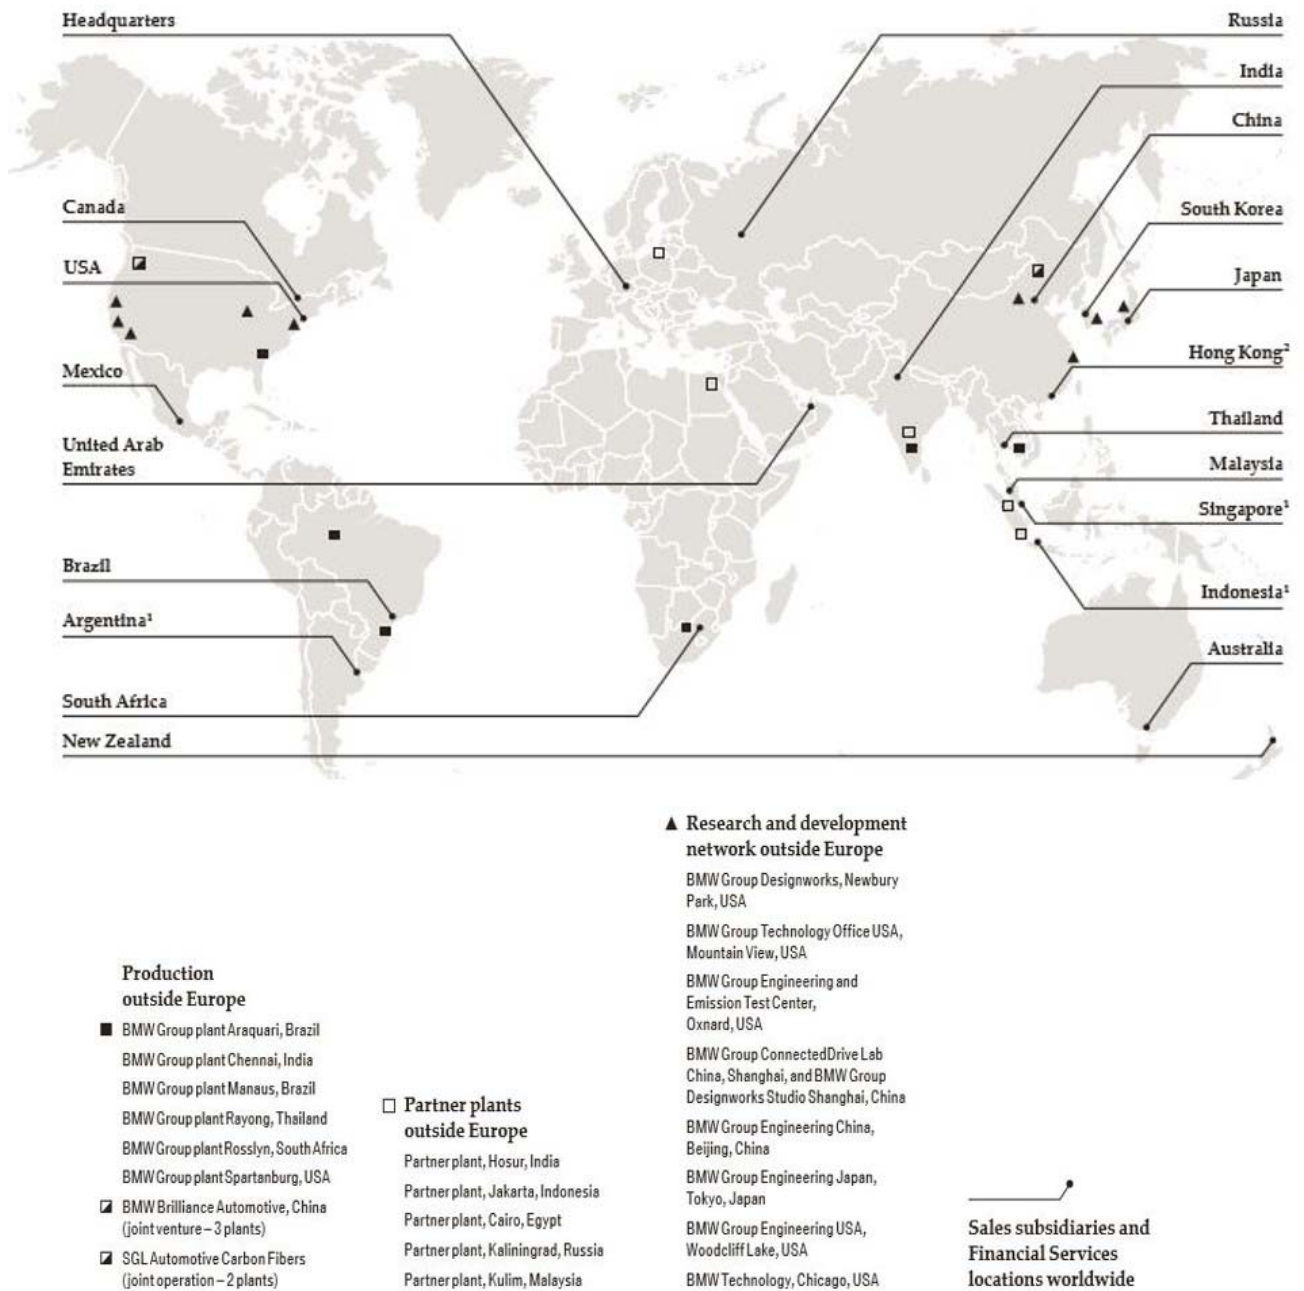 Headquarters
Russia
India
China
Canada
South Korea
USA
Japan
Hong Kong²
Mexico
Thailand
United Arab
Emirates
Malaysia
Singapore¹
Brazil
Indonesia¹
Argentina¹
Australia
South Africa
New Zealand
▲ Research and development
network outside Europe
BMW Group Designworks, Newbury
Park, USA
BMW Group Technology Office USA,
Mountain View, USA
BMW Group Engineering and
Emission Test Center,
Oxnard, USA
BMW Group ConnectedDrive Lab
China, Shanghai, and BMW Group
Designworks Studio Shanghai, China
BMW Group Engineering China,
Beijing, China
BMW Group Engineering Japan,
Tokyo, Japan
BMW Group Engineering USA,
Woodcliff Lake, USA
BMW Technology, Chicago, USA
Production
outside Europe
BMW Group plant Araquari, Brazil
BMW Group plant Chennai, India
BMW Group plant Manaus, Brazil
BMW Group plant Rayong, Thailand
BMW Group plant Rosslyn, South Africa
BMW Group plant Spartanburg, USA
BMW Brilliance Automotive, China
(joint venture – 3 plants)
SGL Automotive Carbon Fibers
(joint operation – 2 plants)
Partner plants
outside Europe
Partner plant, Hosur, India
Partner plant, Jakarta, Indonesia
Partner plant, Cairo, Egypt
Partner plant, Kaliningrad, Russia
Partner plant, Kulim, Malaysia
Sales subsidiaries and
Financial Services
locations worldwide